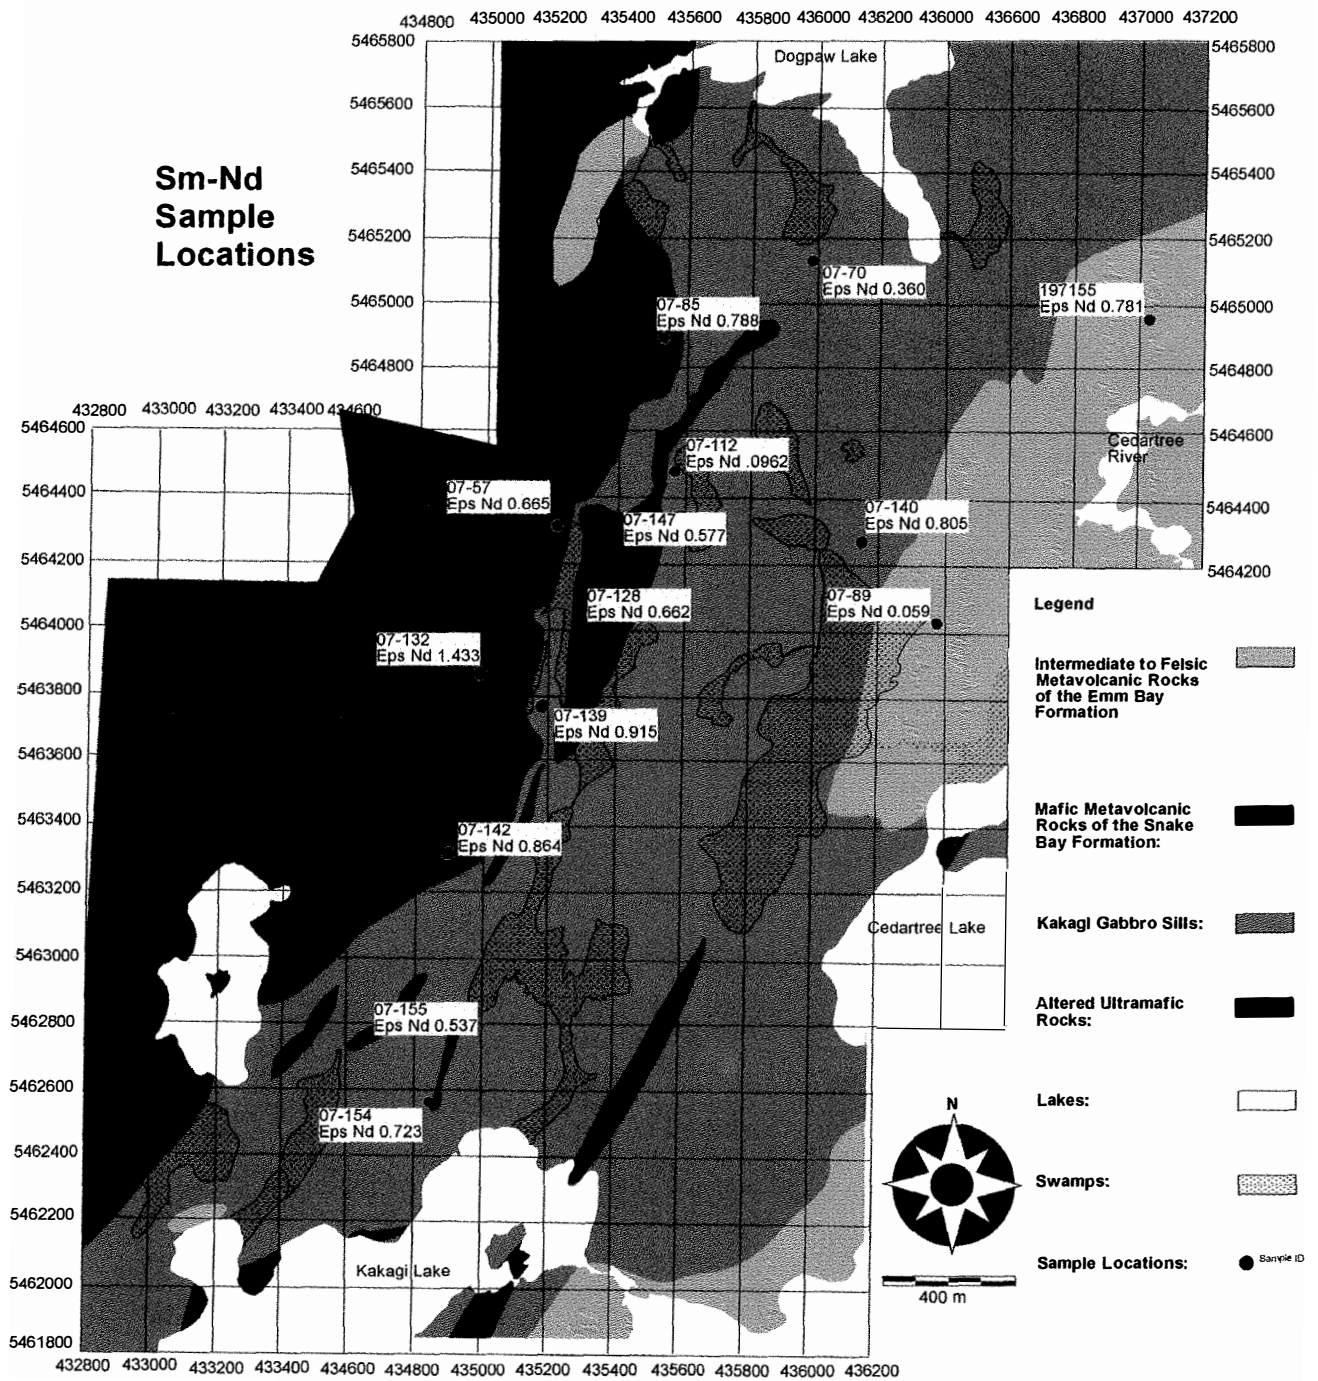 434800 435000 435200 435400 435600 435800 436000 436200 436000 436600 436800 437000 437200
5465800
5465800
Dogpaw Lake
5465600
5465600
Sm-Nd
Sample
Locations
5465400
5465400
5465200
5465200
07-70
Eps Nd 0.360
197155
Eps Nd 0.781
5465000
5465000
07-85
Eps Nd 0.788
5464800
5464800
432800 433000 433200 433400 434600
5464600
5464600
Cedartree
River
07-112
Eps Nd .0962
07-57
Eps Nd 0.665
5464400
5464400
07-147
Eps Nd 0.577
07-140
Eps Nd 0.805
5464200
5464200
07-128
Eps Nd 0.662
07-89
Eps Nd 0.059
Legend
5464000
07-132
Eps Nd 1.433
Intermediate to Felsic
Metavolcanic Rocks
of the Emm Bay
Formation
5463800
07-139
Eps Nd 0.915
5463600
5463400
07-142
Eps Nd 0.864
Mafic Metavolcanic
Rocks of the Snake
Bay Formation:
5463200
Cedartree Lake
Kakagi Gabbro Sills:
5463000
5462800
07-155
Eps Nd 0.537
Altered Ultramafic
Rocks:
5462600
07-154
Eps Nd 0.723
Lakes:
N
5462400
Swamps:
5462200
Sample Locations:
Sample ID
Kakagi Lake
5462000
400 m
5461800
432800 433000 433200 433400 434800 435000 435200 435400 435600 435800 436000 436200